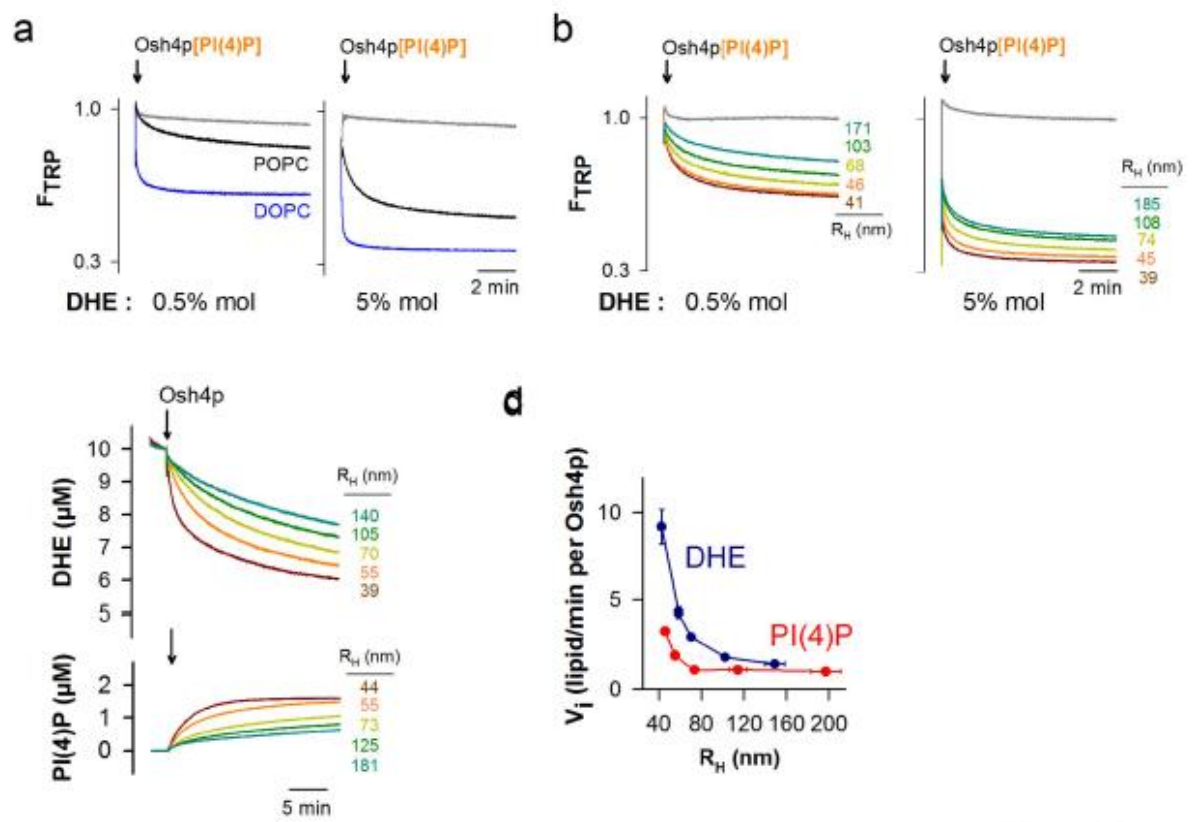 a
Osh4p[PI(4)P]
Osh4p[PI(4)P]
1.0
POPC
DOPC
FTRP
0.3
2 min
DHE : 0.5% mol
5% mol
b
Osh4p[PI(4)P]
Osh4p[PI(4)P]
1.0
171
103
68
46
41
RH (nm)
FTRP
0.3
RH (nm)
185
108
74
45
39
2 min
DHE : 0.5% mol
5% mol
Osh4p
10
9
8
7
6
5
DHE (µM)
RH (nm)
140
105
70
55
39
2
1
0
PI(4)P (µM)
RH (nm)
44
55
73
125
181
5 min
d
10
5
0
Vi (lipid/min per Osh4p)
DHE
PI(4)P
40 80 120 160 200
RH (nm)